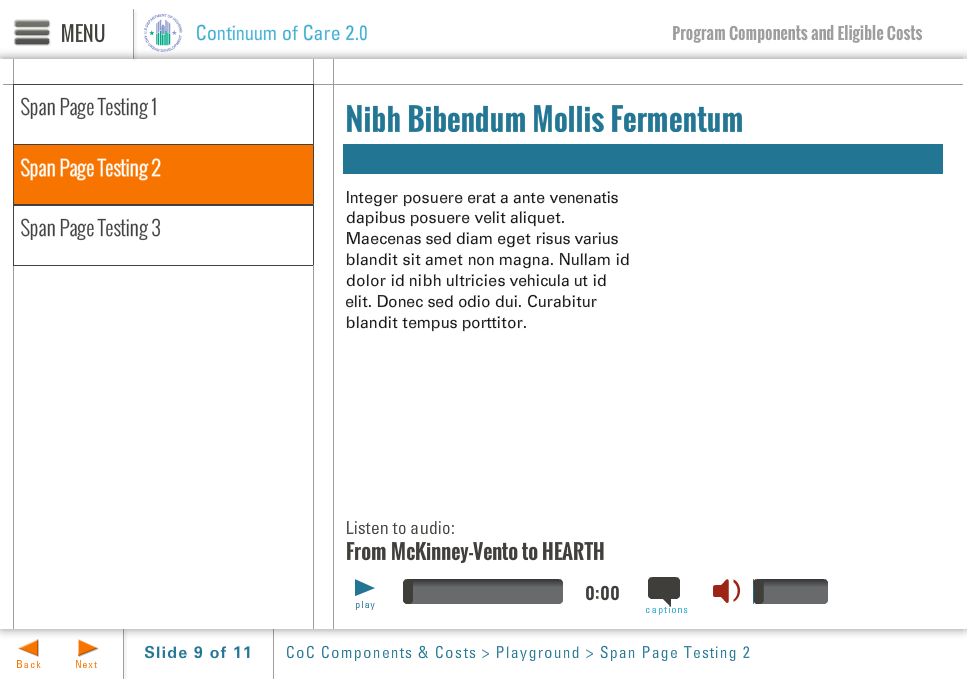 MENU
Continuum of Care 2.0
Program Components and Eligible Costs
Span Page Testing 1
Span Page Testing 2
Span Page Testing 3
Nibh Bibendum Mollis Fermentum
Integer posuere erat a ante venenatis
dapibus posuere velit aliquet.
Maecenas sed diam eget risus varius
blandit sit amet non magna. Nullam id
dolor id nibh ultricies vehicula ut id
elit. Donec sed odio dui. Curabitur
blandit tempus porttitor.
Listen to audio:
From McKinney-Vento to HEARTH
play
0:00
captions
Back
Next
Slide 9 of 11
CoC Components & Costs > Playground > Span Page Testing 2